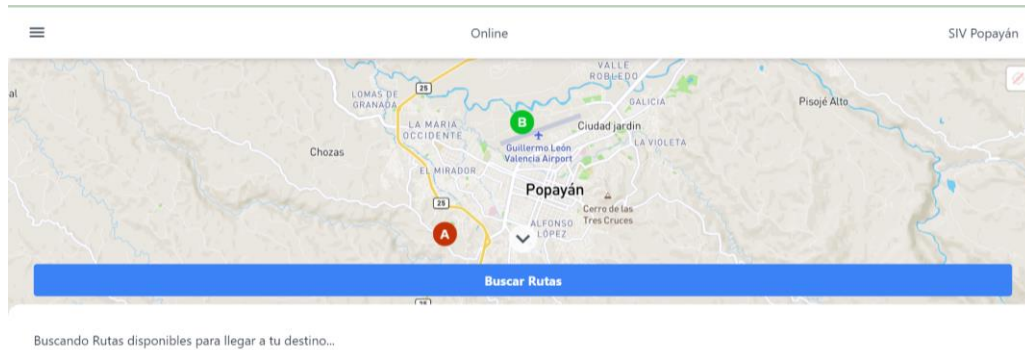 Online
SIV Popayán
VALLE
ROBLEDO
25
LOMAS DE
GRANADA
GALICIA
Pisojé Alto
al
B
LA MARIA
OCCIDENTE
Ciudad jardin
Guillermo León
Valencia Airport
LA VIOLETA
Chozas
EL MIRADOR
Popayán
25
Cerro de las
Tres Cruces
A
ALFONSO
LÓPEZ
Buscar Rutas
Buscando Rutas disponibles para llegar a tu destino...